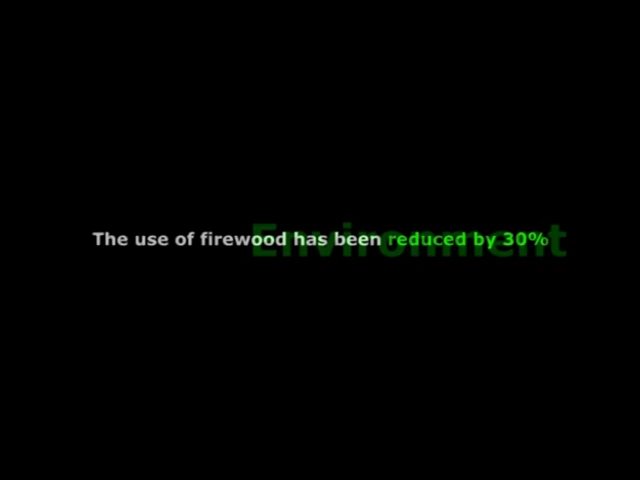 The use of firewood has been reduced by 30%
Environment